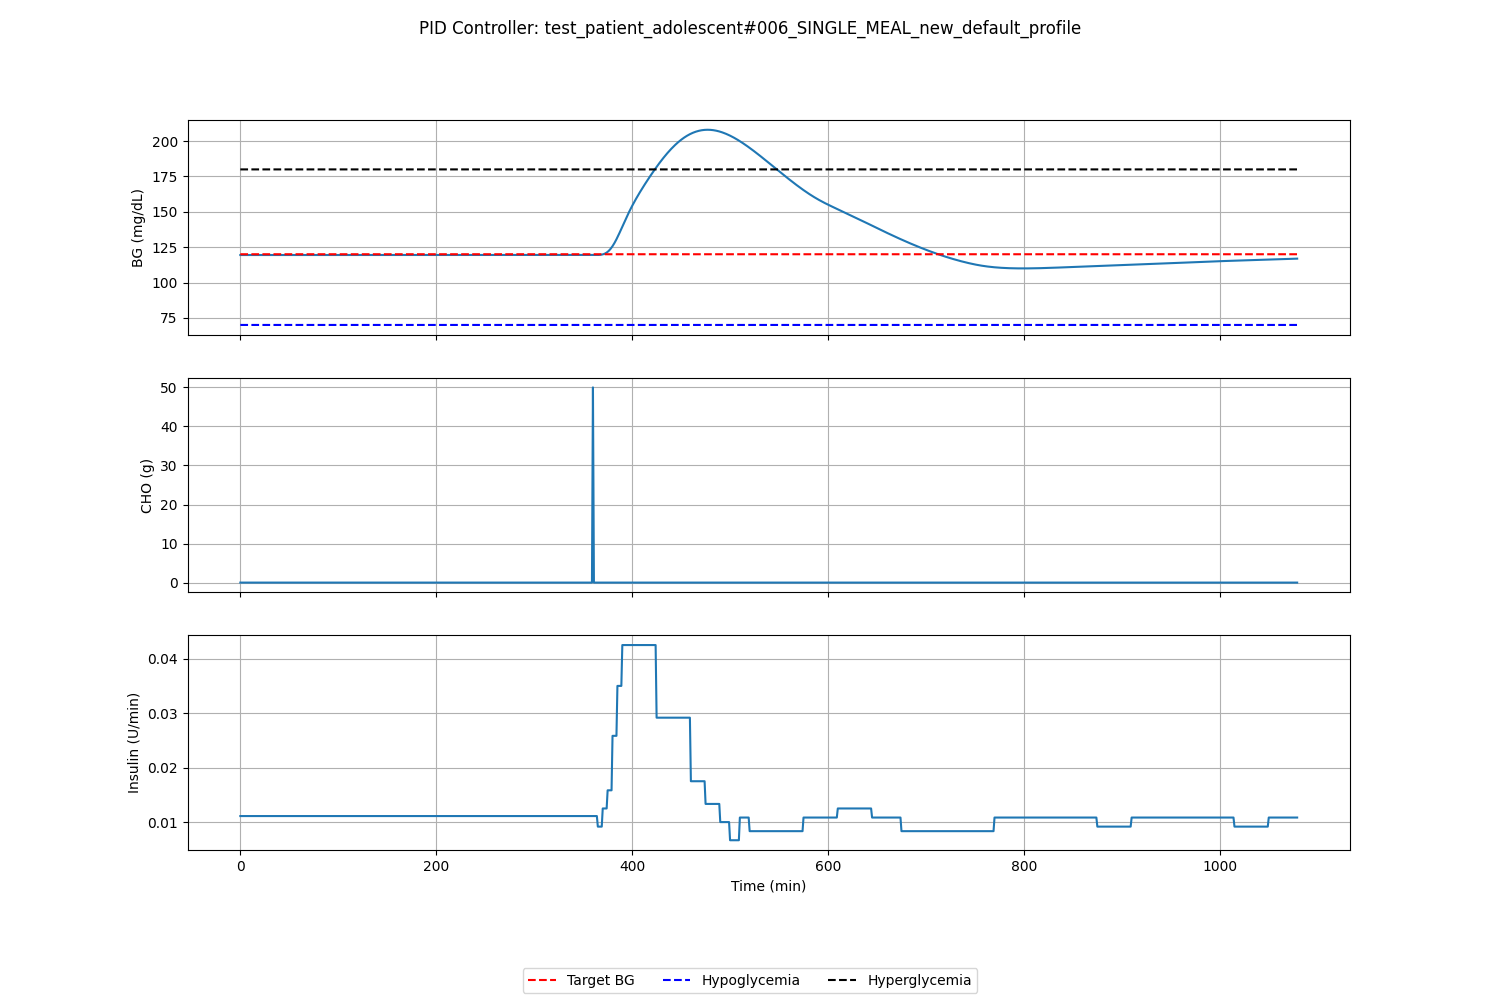 PID Controller: test_patient_adolescent#006_SINGLE_MEAL_new_default_profile
200
175
150
125
100
75
BG (mg/dL)
50
40
30
20
10
0
CHO (g)
0.04
0.03
0.02
0.01
Insulin (U/min)
0 200 400 600 800 1000
Time (min)
Target BG Hypoglycemia Hyperglycemia